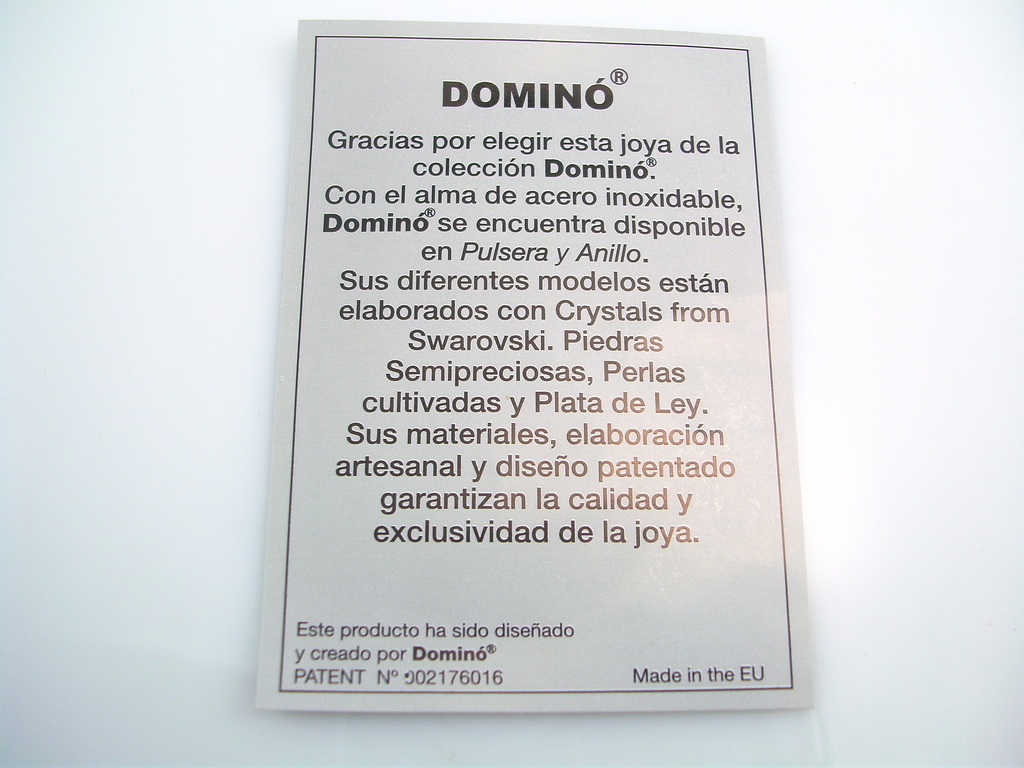 DOMINÓ®
Gracias por elegir esta joya de la
colección Dominó®.
Con el alma de acero inoxidable,
Dominó® se encuentra disponible
en Pulsera y Anillo.
Sus diferentes modelos están
elaborados con Crystals from
Swarovski. Piedras
Semipreciosas, Perlas
cultivadas y Plata de Ley.
Sus materiales, elaboración
artesanal y diseño patentado
garantizan la calidad y
exclusividad de la joya.
Este producto ha sido diseñado
y creado por Dominó®
PATENT Nº 002176016
Made in the EU